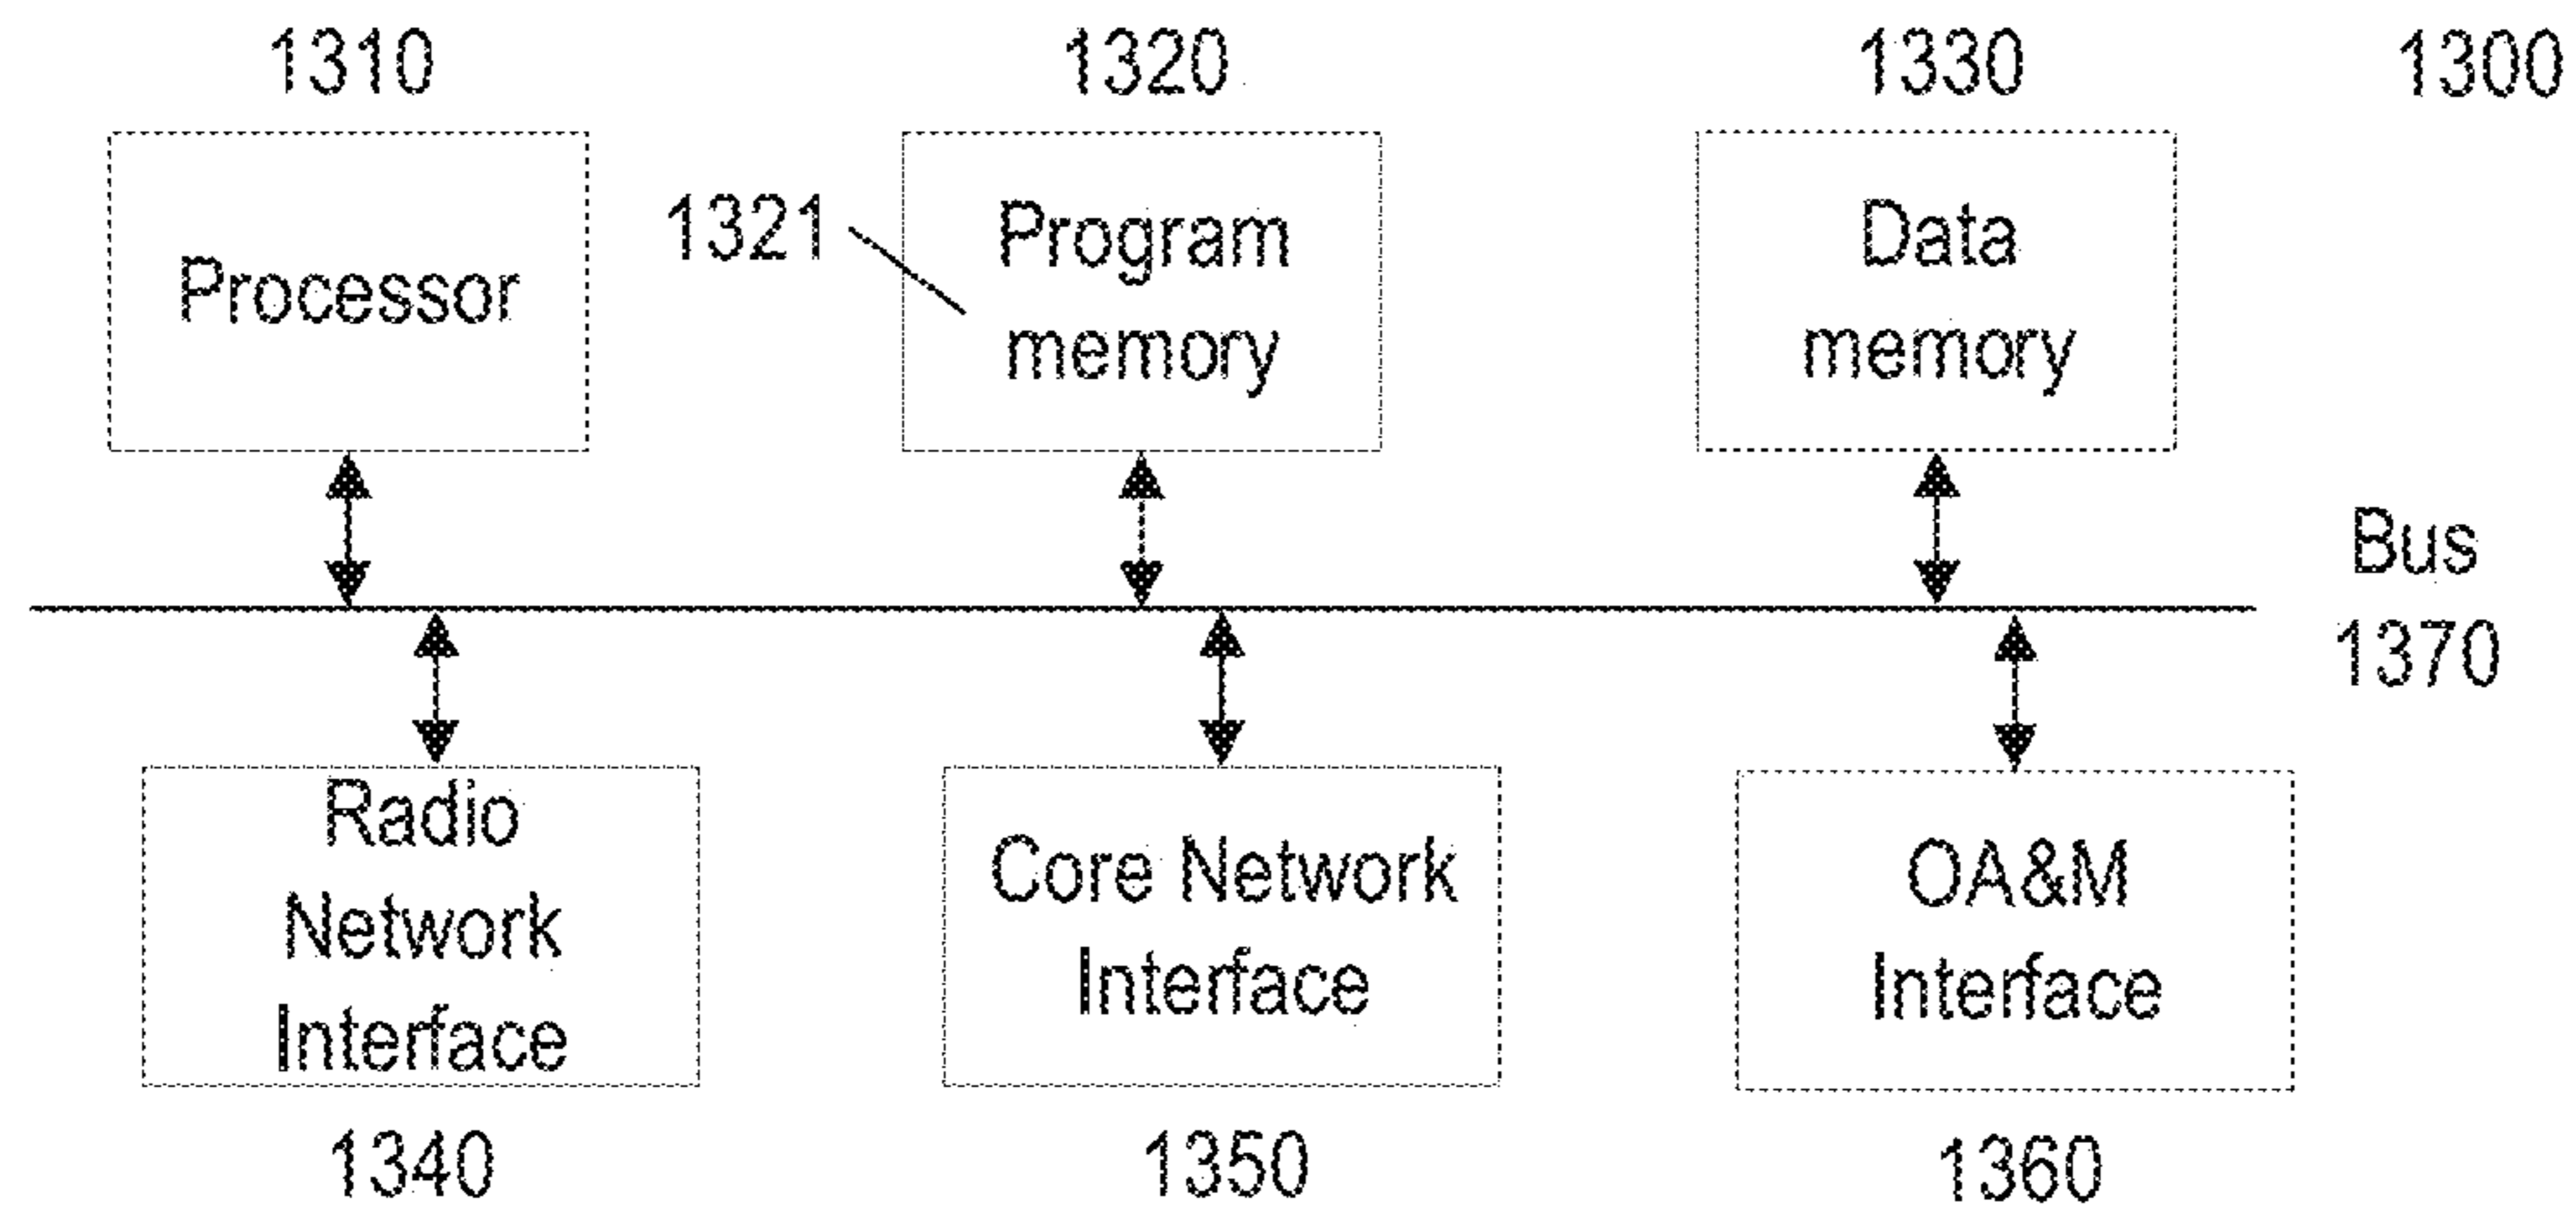 1310
1320
1330
1300
Processor
1321
Program
memory
Data
memory
Bus
1370
Radio
Network
Interface
Core Network
Interface
OA&M
Interface
1340
1350
1360